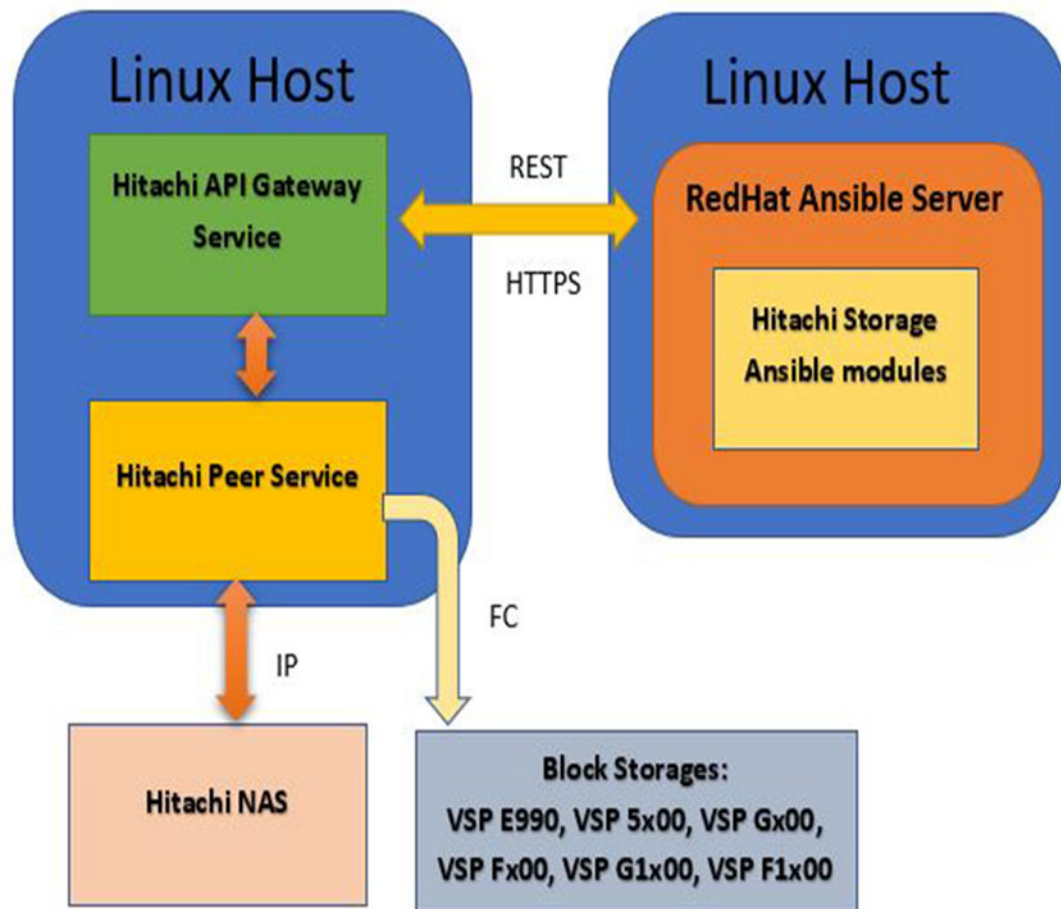 Linux Host
Hitachi API Gateway
Service
Hitachi Peer Service
REST
HTTPS
Linux Host
RedHat Ansible Server
Hitachi Storage
Ansible modules
IP
FC
Hitachi NAS
Block Storages:
VSP E990, VSP 5x00, VSP Gx00,
VSP Fx00, VSP G1x00, VSP F1x00